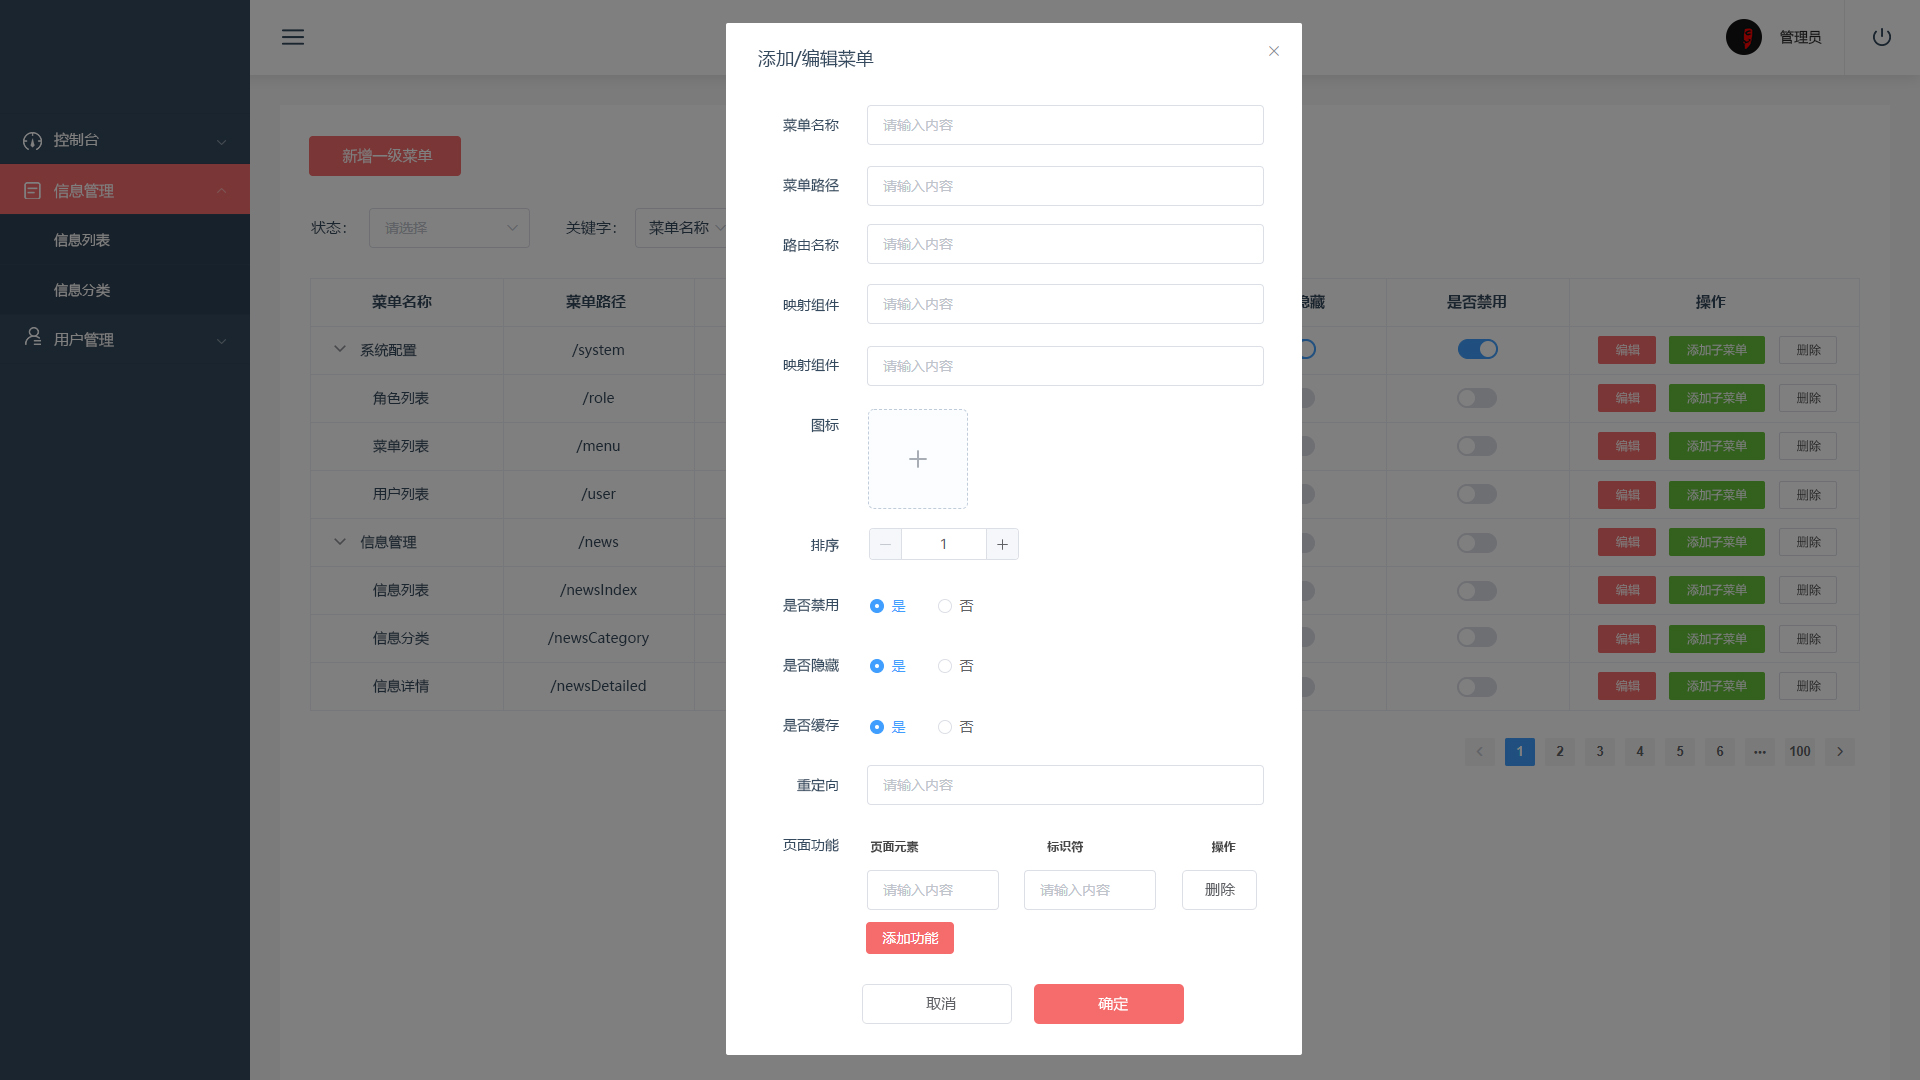 管理员
控制台
信息管理
信息列表
信息分类
用户管理
新增一级菜单
状态：
请选择
关键字：
菜单名称
菜单名称
菜单路径
隐藏
是否禁用
操作
系统配置
/system
编辑
添加子菜单
删除
角色列表
/role
编辑
添加子菜单
删除
菜单列表
/menu
编辑
添加子菜单
删除
用户列表
/user
编辑
添加子菜单
删除
信息管理
/news
编辑
添加子菜单
删除
信息列表
/newsIndex
编辑
添加子菜单
删除
信息分类
/newsCategory
编辑
添加子菜单
删除
信息详情
/newsDetailed
编辑
添加子菜单
删除
1 2 3 4 5 6 ··· 100
添加/编辑菜单
菜单名称 请输入内容
菜单路径 请输入内容
路由名称 请输入内容
映射组件 请输入内容
映射组件 请输入内容
图标
排序 1
是否禁用 是 否
是否隐藏 是 否
是否缓存 是 否
重定向 请输入内容
页面功能 页面元素 标识符 操作
请输入内容 请输入内容 删除
添加功能
取消 确定